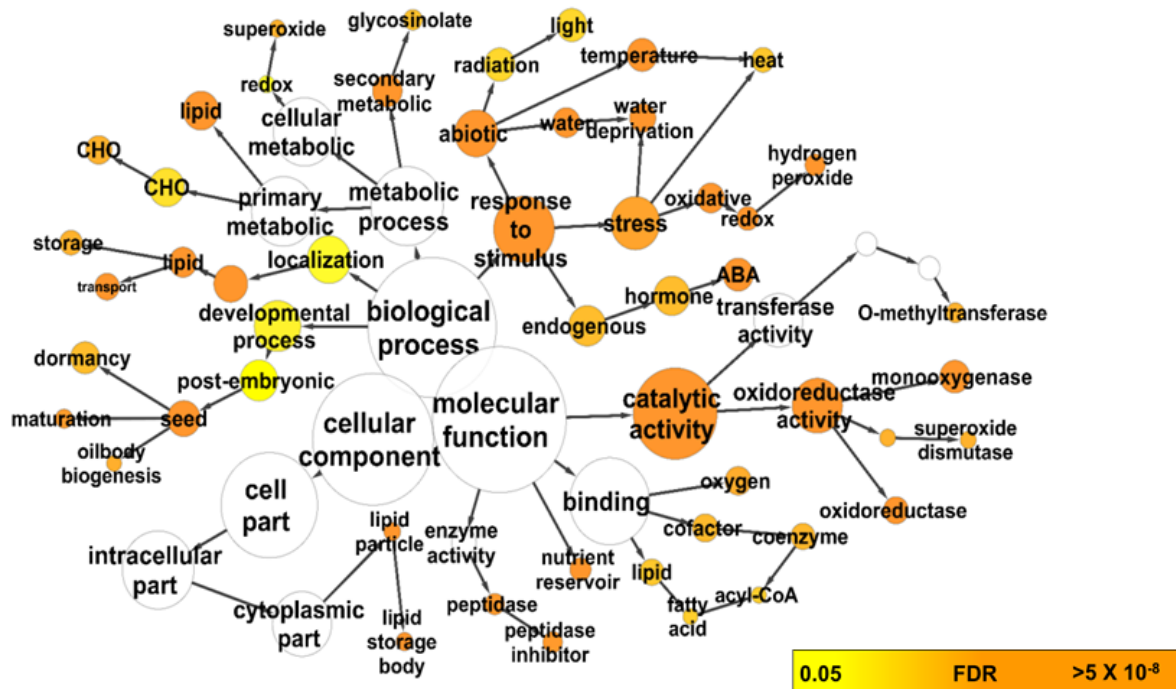 superoxide
glycosinolate
light
redox
secondary
metabolic
radiation
temperature
heat
lipid
cellular
metabolic
abiotic
water
water
deprivation
CHO
CHO
primary
metabolic
metabolic
process
response
to
stimulus
stress
oxidative
redox
hydrogen
peroxide
storage
lipid
transport
localization
developmental
process
biological
process
endogenous
hormone
ABA
transferase
activity
O-methyltransferase
dormancy
post-embryonic
maturation
seed
oilbody
biogenesis
cellular
component
molecular
function
catalytic
activity
oxidoreductase
activity
monooxygenase
superoxide
dismutase
oxidoreductase
cell
part
intracellular
part
cytoplasmic
part
lipid
particle
lipid
storage
body
enzyme
activity
peptidase
peptidase
inhibitor
nutrient
reservoir
binding
oxygen
cofactor
coenzyme
lipid
fatty
acid
acyl-CoA
0.05 FDR >5 X 10-8